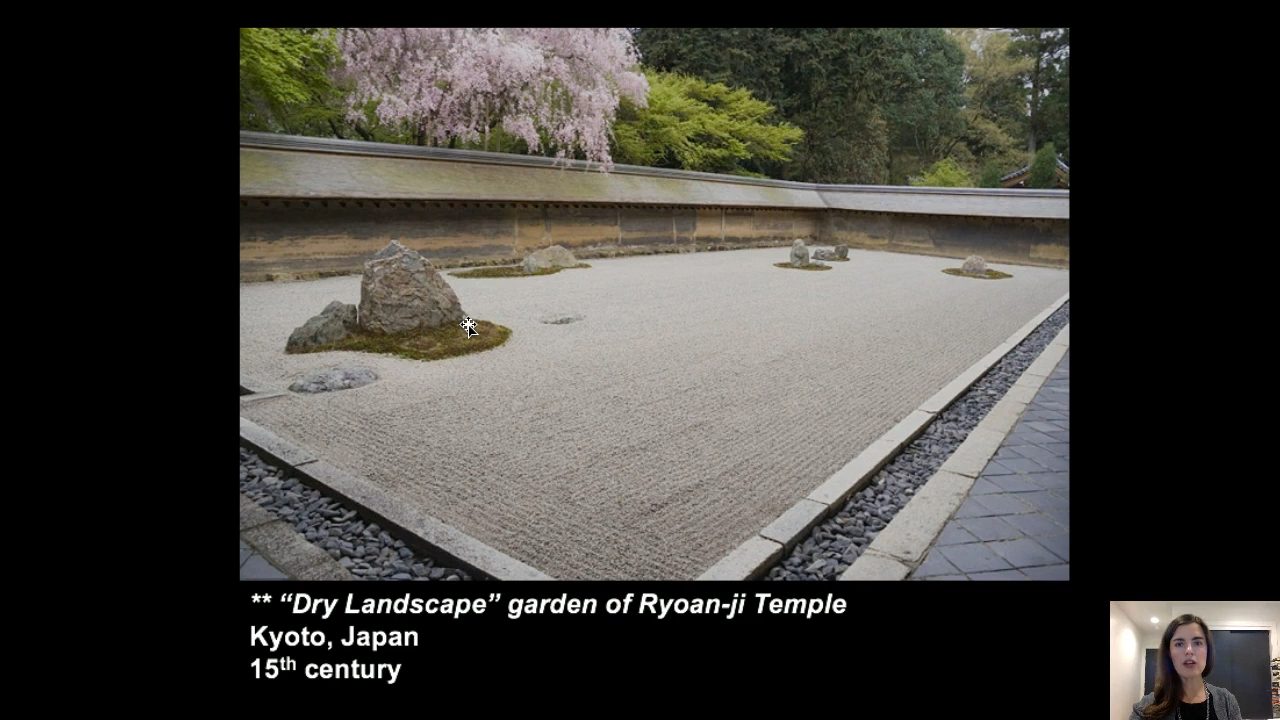 ** “Dry Landscape” garden of Ryoan-ji Temple
Kyoto, Japan
15th century